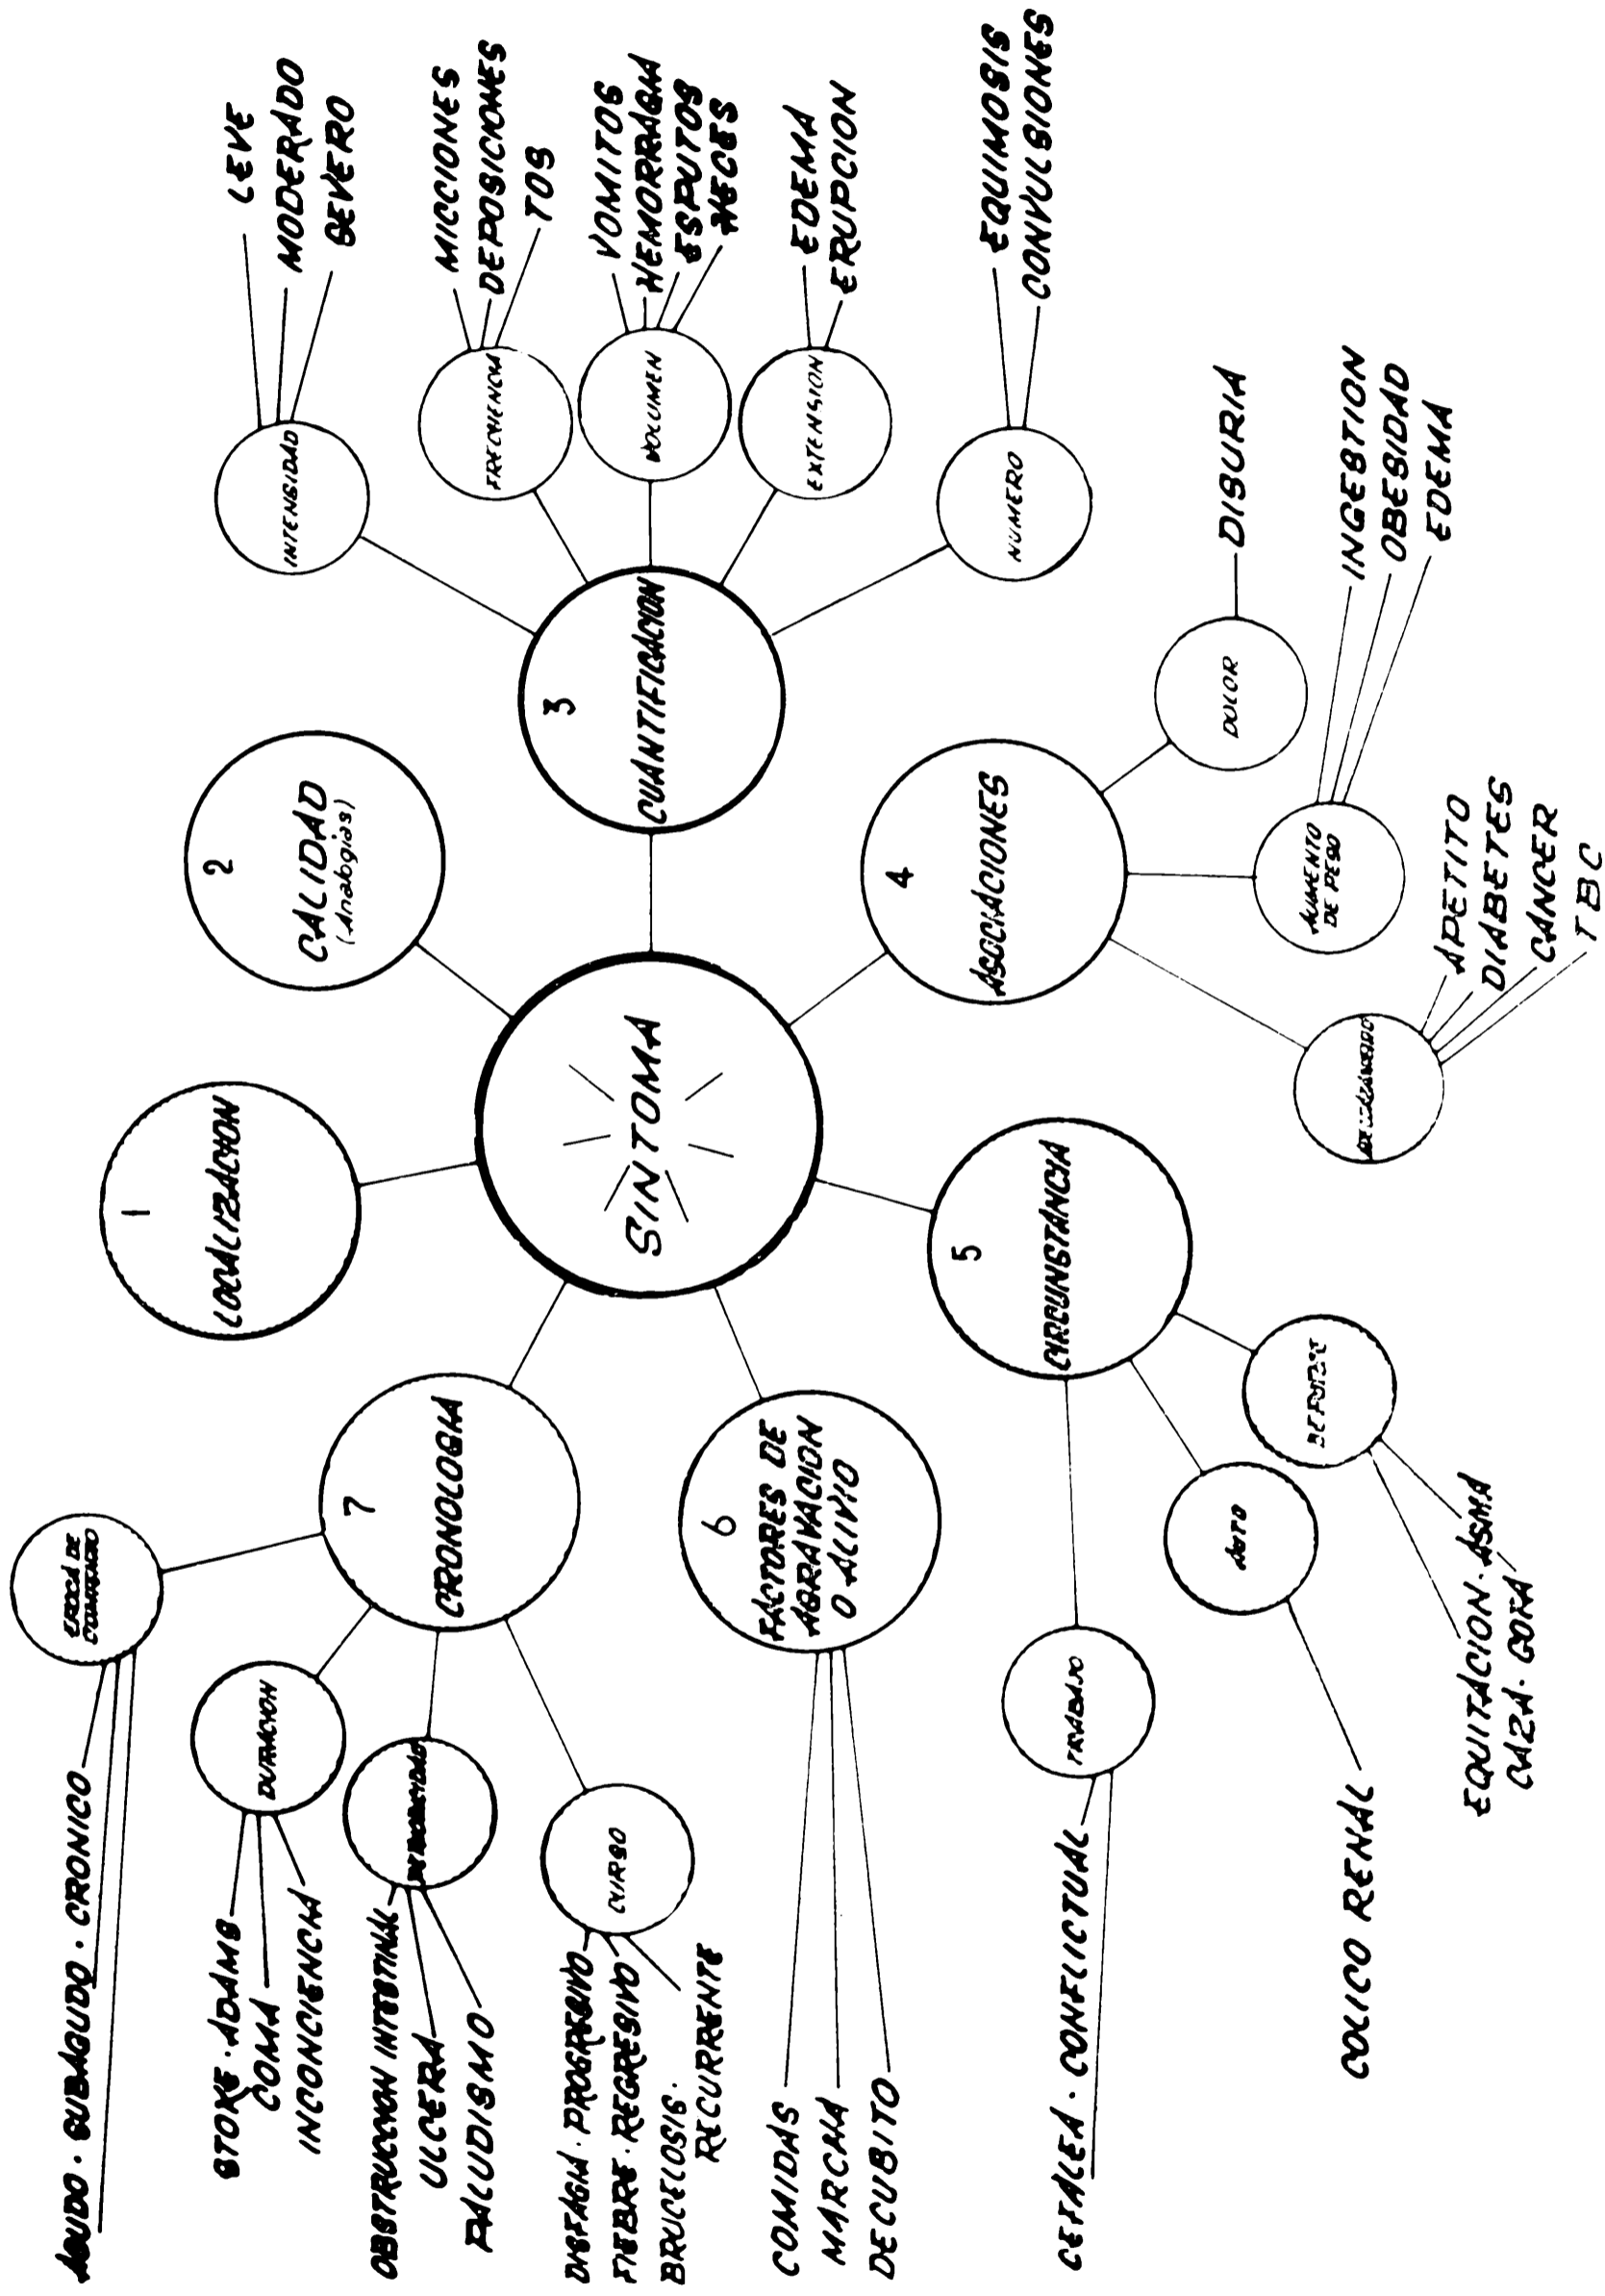 SINTOMA
1
LOCALIZACION
2
CALIDAD
(Analogias)
3
CUANTIFICACION
INTENSIDAD
LEVE
MODERADO
SEVERO
FRECUENCIA
MICCIONES
DEPOSICIONES
TOS
VOLUMEN
VOMITOS
HEMORRAGIA
ESPUTOS
HECES
EXTENSION
EDEMA
ERUPCION
NUMERO
EQUIMOSIS
CONVULSIONES
4
ASOCIACIONES
DOLOR
DISURIA
AUMENTO
DE PESO
INGESTION
OBESIDAD
EDEMA
APETITO
DIABETES
CANCER
TBC
5
CIRCUNSTANCIA
DEPORTE
EQUITACION · ASMA
CAZA · GOTA
AUTO
COLICO RENAL
TRABAJO
CEFALEA · CONFLICTUAL
6
FACTORES DE
AGRAVACION
O ALIVIO
COMIDAS
MARCHA
DECUBITO
7
CRONOLOGIA
EPOCA DE
COMIENZO
AGUDO · SUBAGUDO · CRONICO
DURACION
STOKE · ADAMS
COMA
INCONCIENCIA
PERIODICIDAD
OBSTRUCCION INTESTINAL
ULCERA
PALUDISMO
CURSO
DISFAGIA · PROGRESIVO
FIEBRE · REGRESIVO
BRUCELOSIS ·
RECURRENTE